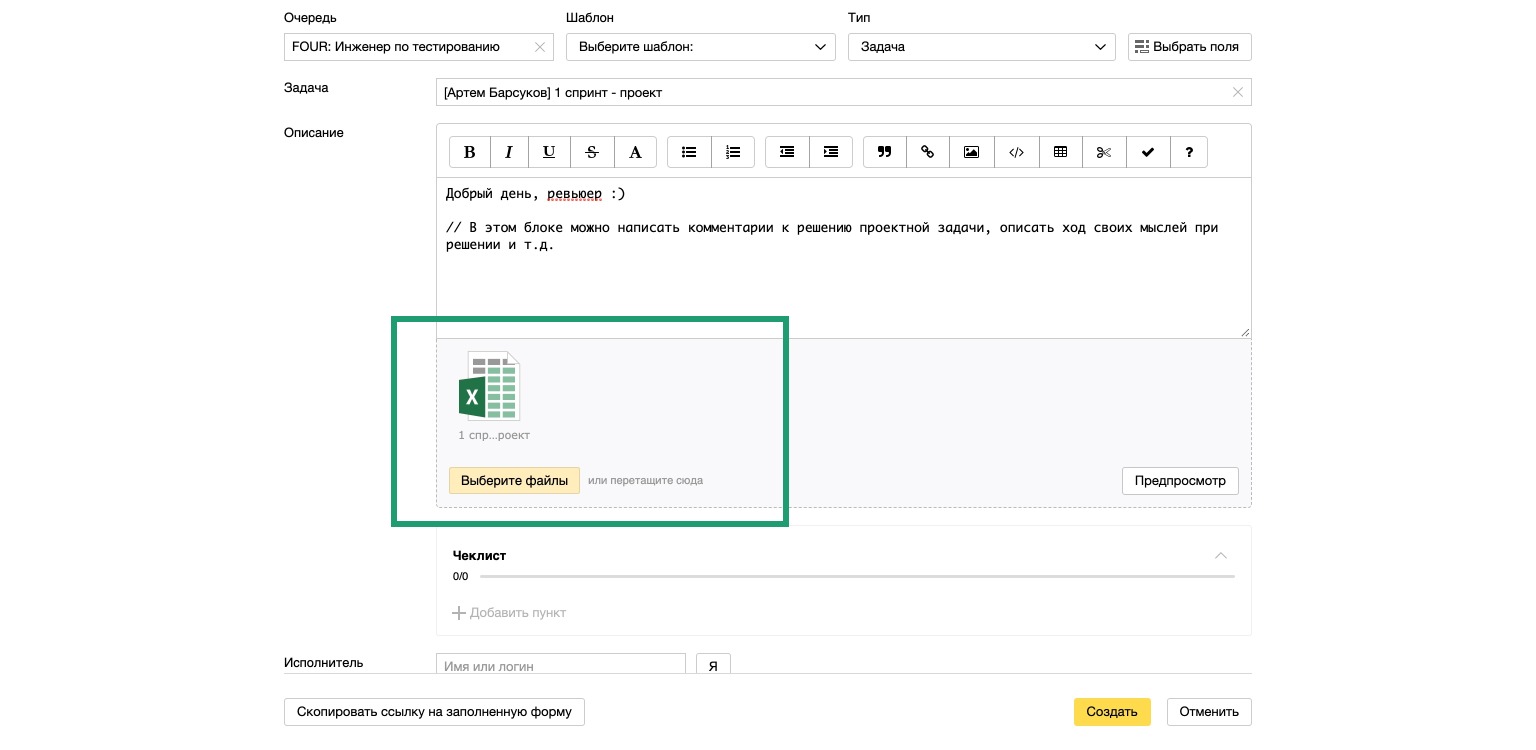 Очередь
Шаблон
Тип
FOUR: Инженер по тестированию
Выберите шаблон:
Задача
Выбрать поля
Задача
[Артем Барсуков] 1 спринт - проект
Описание
B I U S A </> ?
Добрый день, ревьюер :)
// В этом блоке можно написать комментарии к решению проектной задачи, описать ход своих мыслей при
решении и т.д.
X
1 спр...роект
Выберите файлы
или перетащите сюда
Предпросмотр
Чеклист
0/0
Добавить пункт
Исполнитель
Имя или логин
Я
Скопировать ссылку на заполненную форму
Создать
Отменить